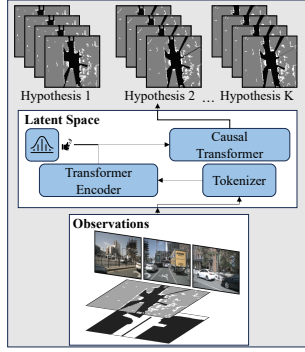 Hypothesis 1 Hypothesis 2 ... Hypothesis K
Latent Space
Causal
Transformer
Transformer
Encoder
Tokenizer
Observations